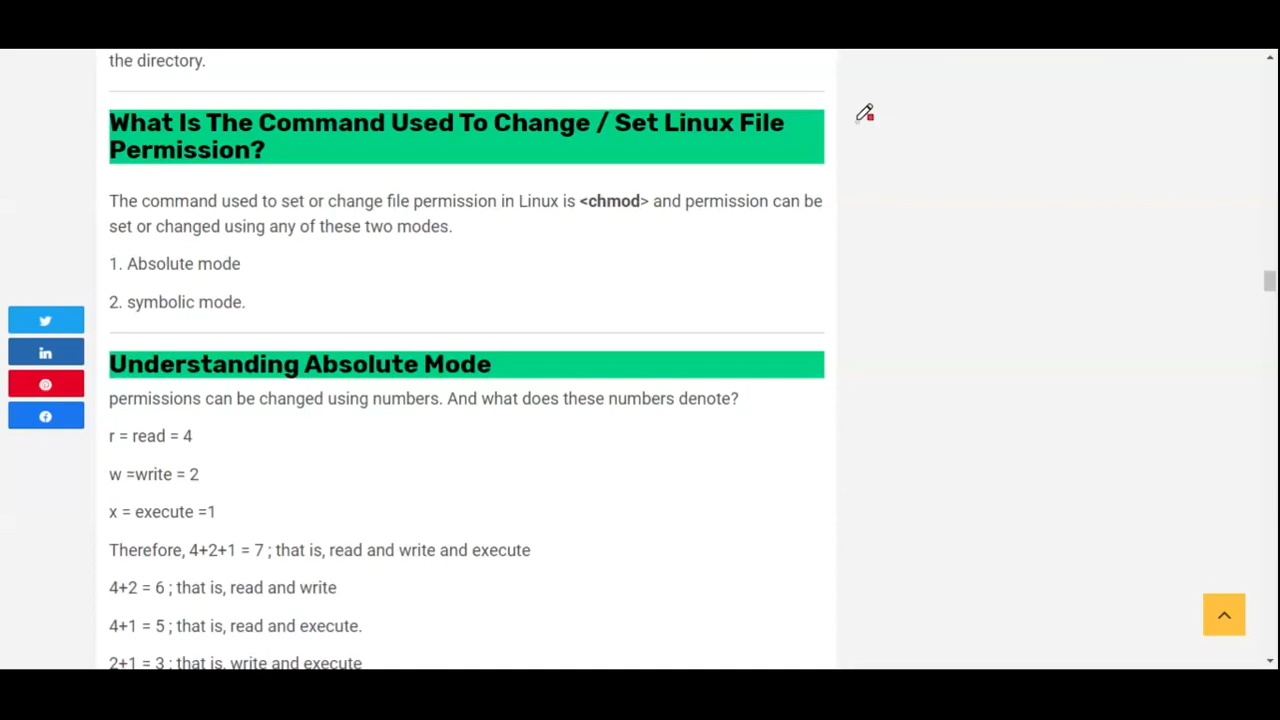 the directory.
What Is The Command Used To Change / Set Linux File
Permission?
The command used to set or change file permission in Linux is <chmod> and permission can be
set or changed using any of these two modes.
1. Absolute mode
2. symbolic mode.
Understanding Absolute Mode
permissions can be changed using numbers. And what does these numbers denote?
r = read = 4
w =write = 2
x = execute =1
Therefore, 4+2+1 = 7 ; that is, read and write and execute
4+2 = 6 ; that is, read and write
4+1 = 5 ; that is, read and execute.
2+1 = 3 ; that is, write and execute
in